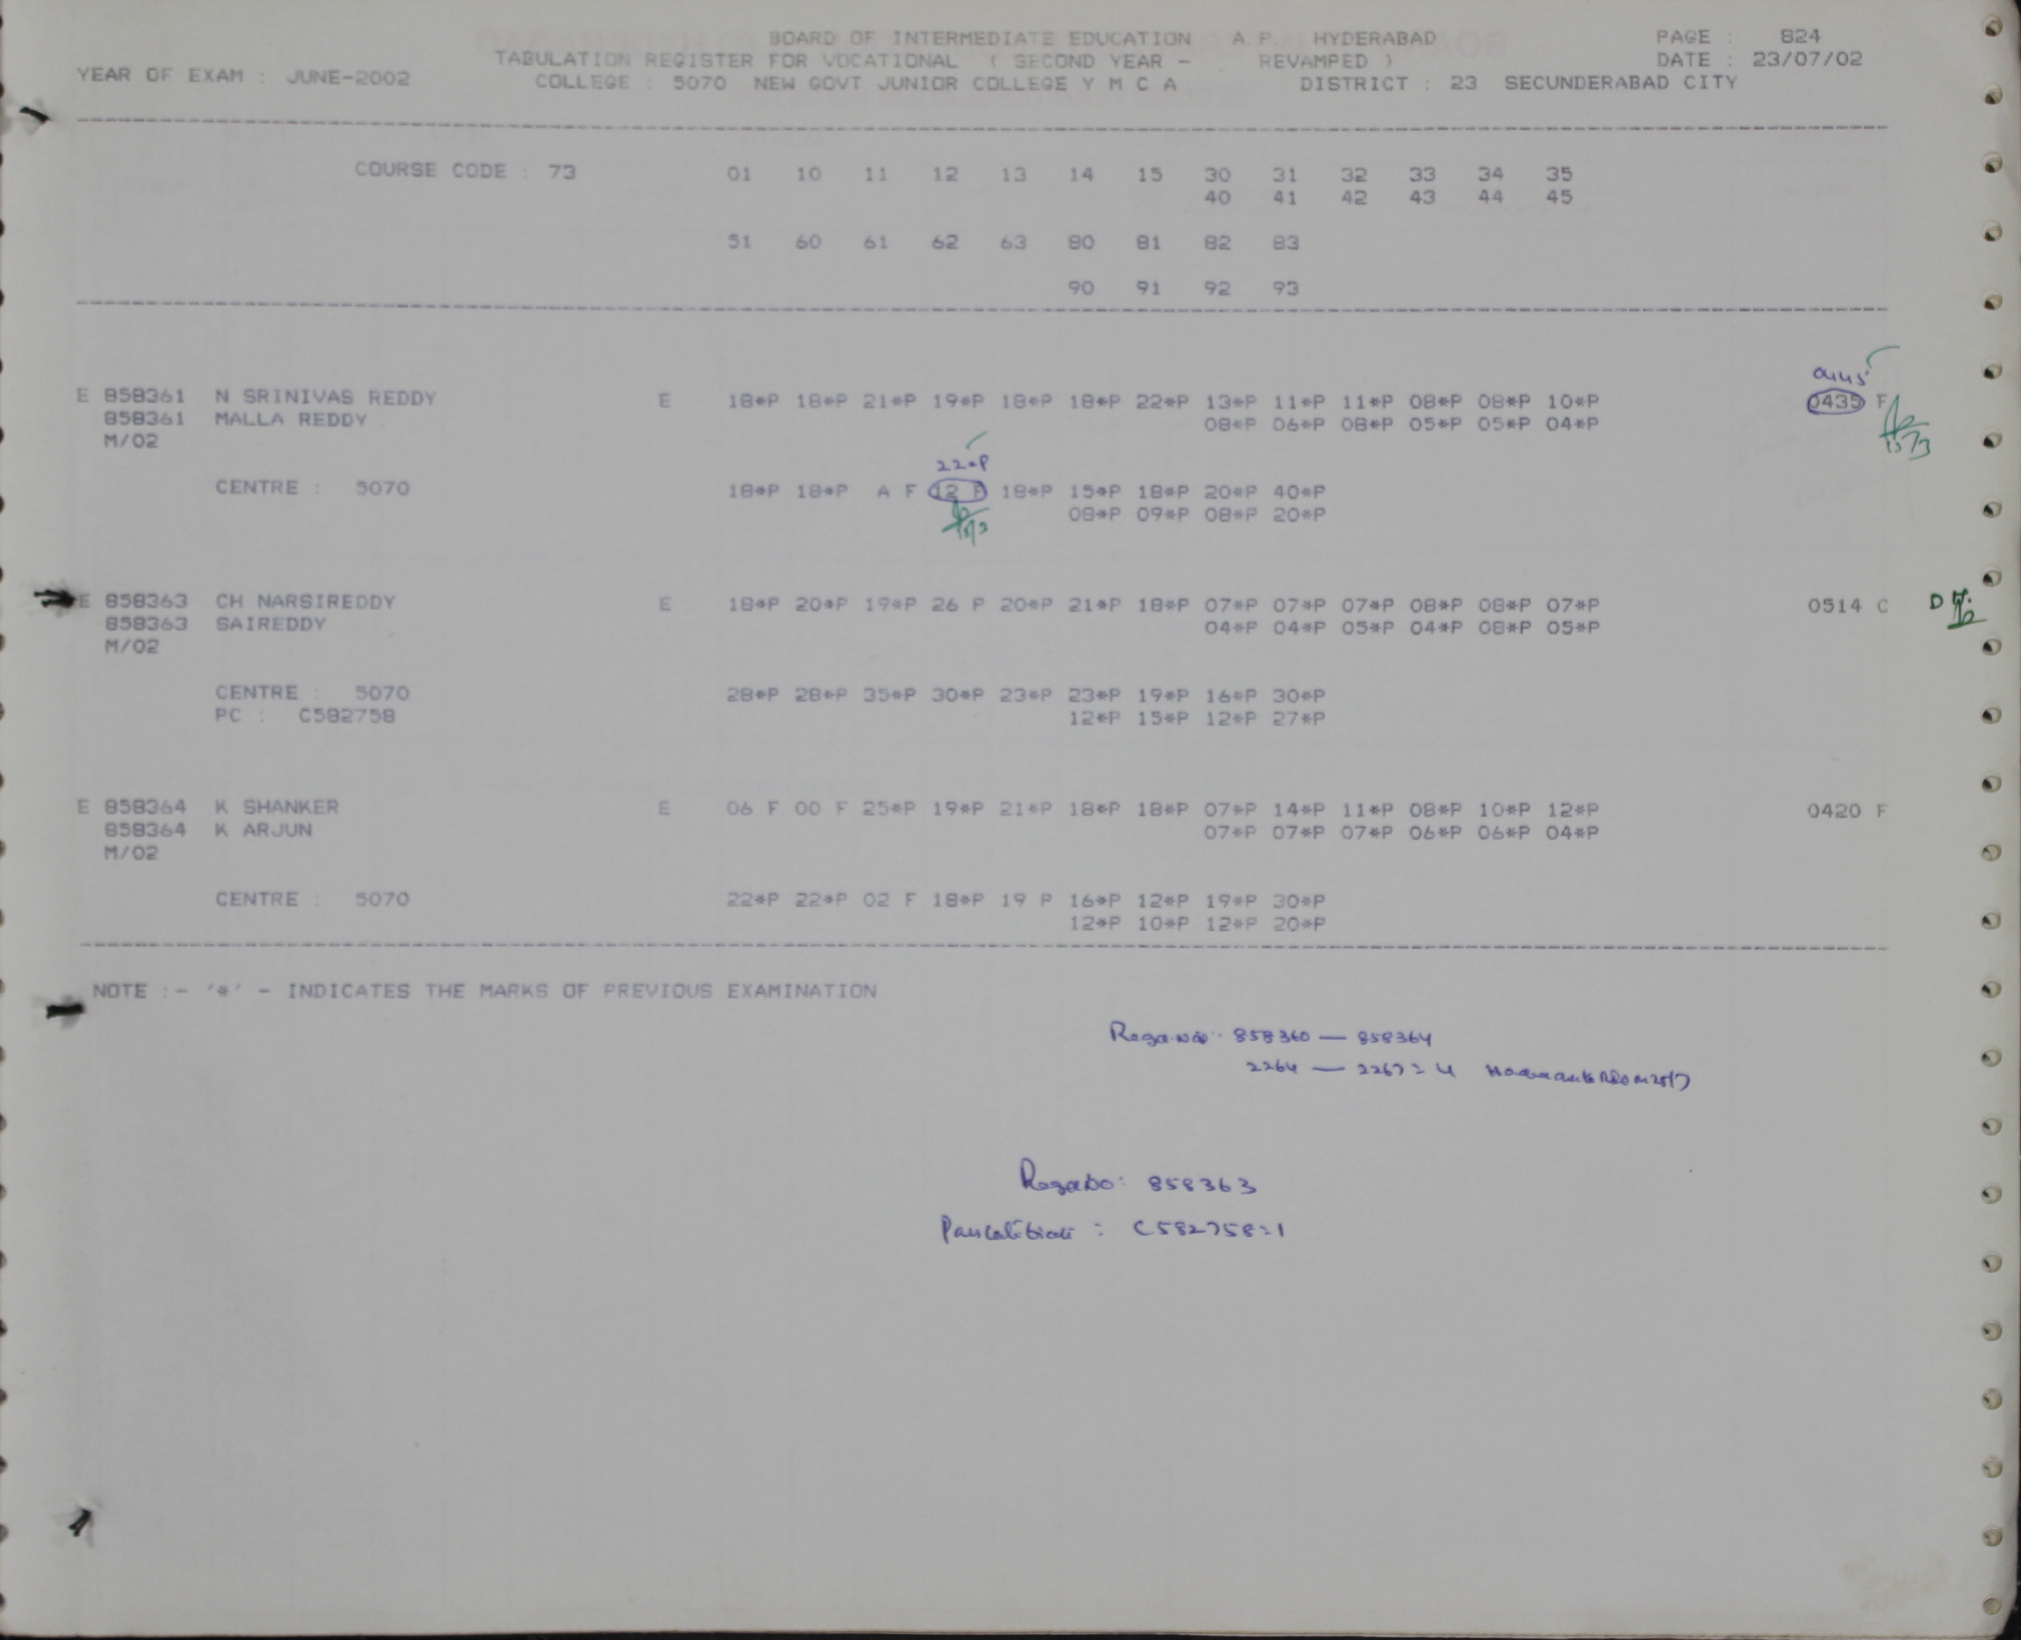 BOARD OF INTERMEDIATE EDUCATION A.P. HYDERABAD PAGE : 824
TABULATION REGISTER FOR VOCATIONAL ( SECOND YEAR - REVAMPED ) DATE : 23/07/02
YEAR OF EXAM : JUNE-2002 COLLEGE : 5070 NEW GOVT JUNIOR COLLEGE Y M C A DISTRICT : 23 SECUNDERABAD CITY
COURSE CODE : 73 01 10 11 12 13 14 15 30 31 32 33 34 35
40 41 42 43 44 45
51 60 61 62 63 80 81 82 83
90 91 92 93
E 858361 N SRINIVAS REDDY E 18*P 18*P 21*P 19*P 18*P 18*P 22*P 13*P 11*P 11*P 08*P 08*P 10*P 0435 F
858361 MALLA REDDY 08*P 06*P 08*P 05*P 05*P 04*P
M/02
22*P
CENTRE : 5070 18*P 18*P A F 12 F 18*P 15*P 18*P 20*P 40*P
08*P 09*P 08*P 20*P
E 858363 CH NARSIREDDY E 18*P 20*P 19*P 26 P 20*P 21*P 18*P 07*P 07*P 07*P 08*P 08*P 07*P 0514 C D
858363 SAIREDDY 04*P 04*P 05*P 04*P 08*P 05*P
M/02
CENTRE : 5070 28*P 28*P 35*P 30*P 23*P 23*P 19*P 16*P 30*P
PC : C582758 12*P 15*P 12*P 27*P
E 858364 K SHANKER E 06 F 00 F 25*P 19*P 21*P 18*P 18*P 07*P 14*P 11*P 08*P 10*P 12*P 0420 F
858364 K ARJUN 07*P 07*P 07*P 06*P 06*P 04*P
M/02
CENTRE : 5070 22*P 22*P 02 F 18*P 19 P 16*P 12*P 19*P 30*P
12*P 10*P 12*P 20*P
NOTE :- '*' - INDICATES THE MARKS OF PREVIOUS EXAMINATION
858360 — 858364
2264 — 2267 = 4
858363
C582758=1